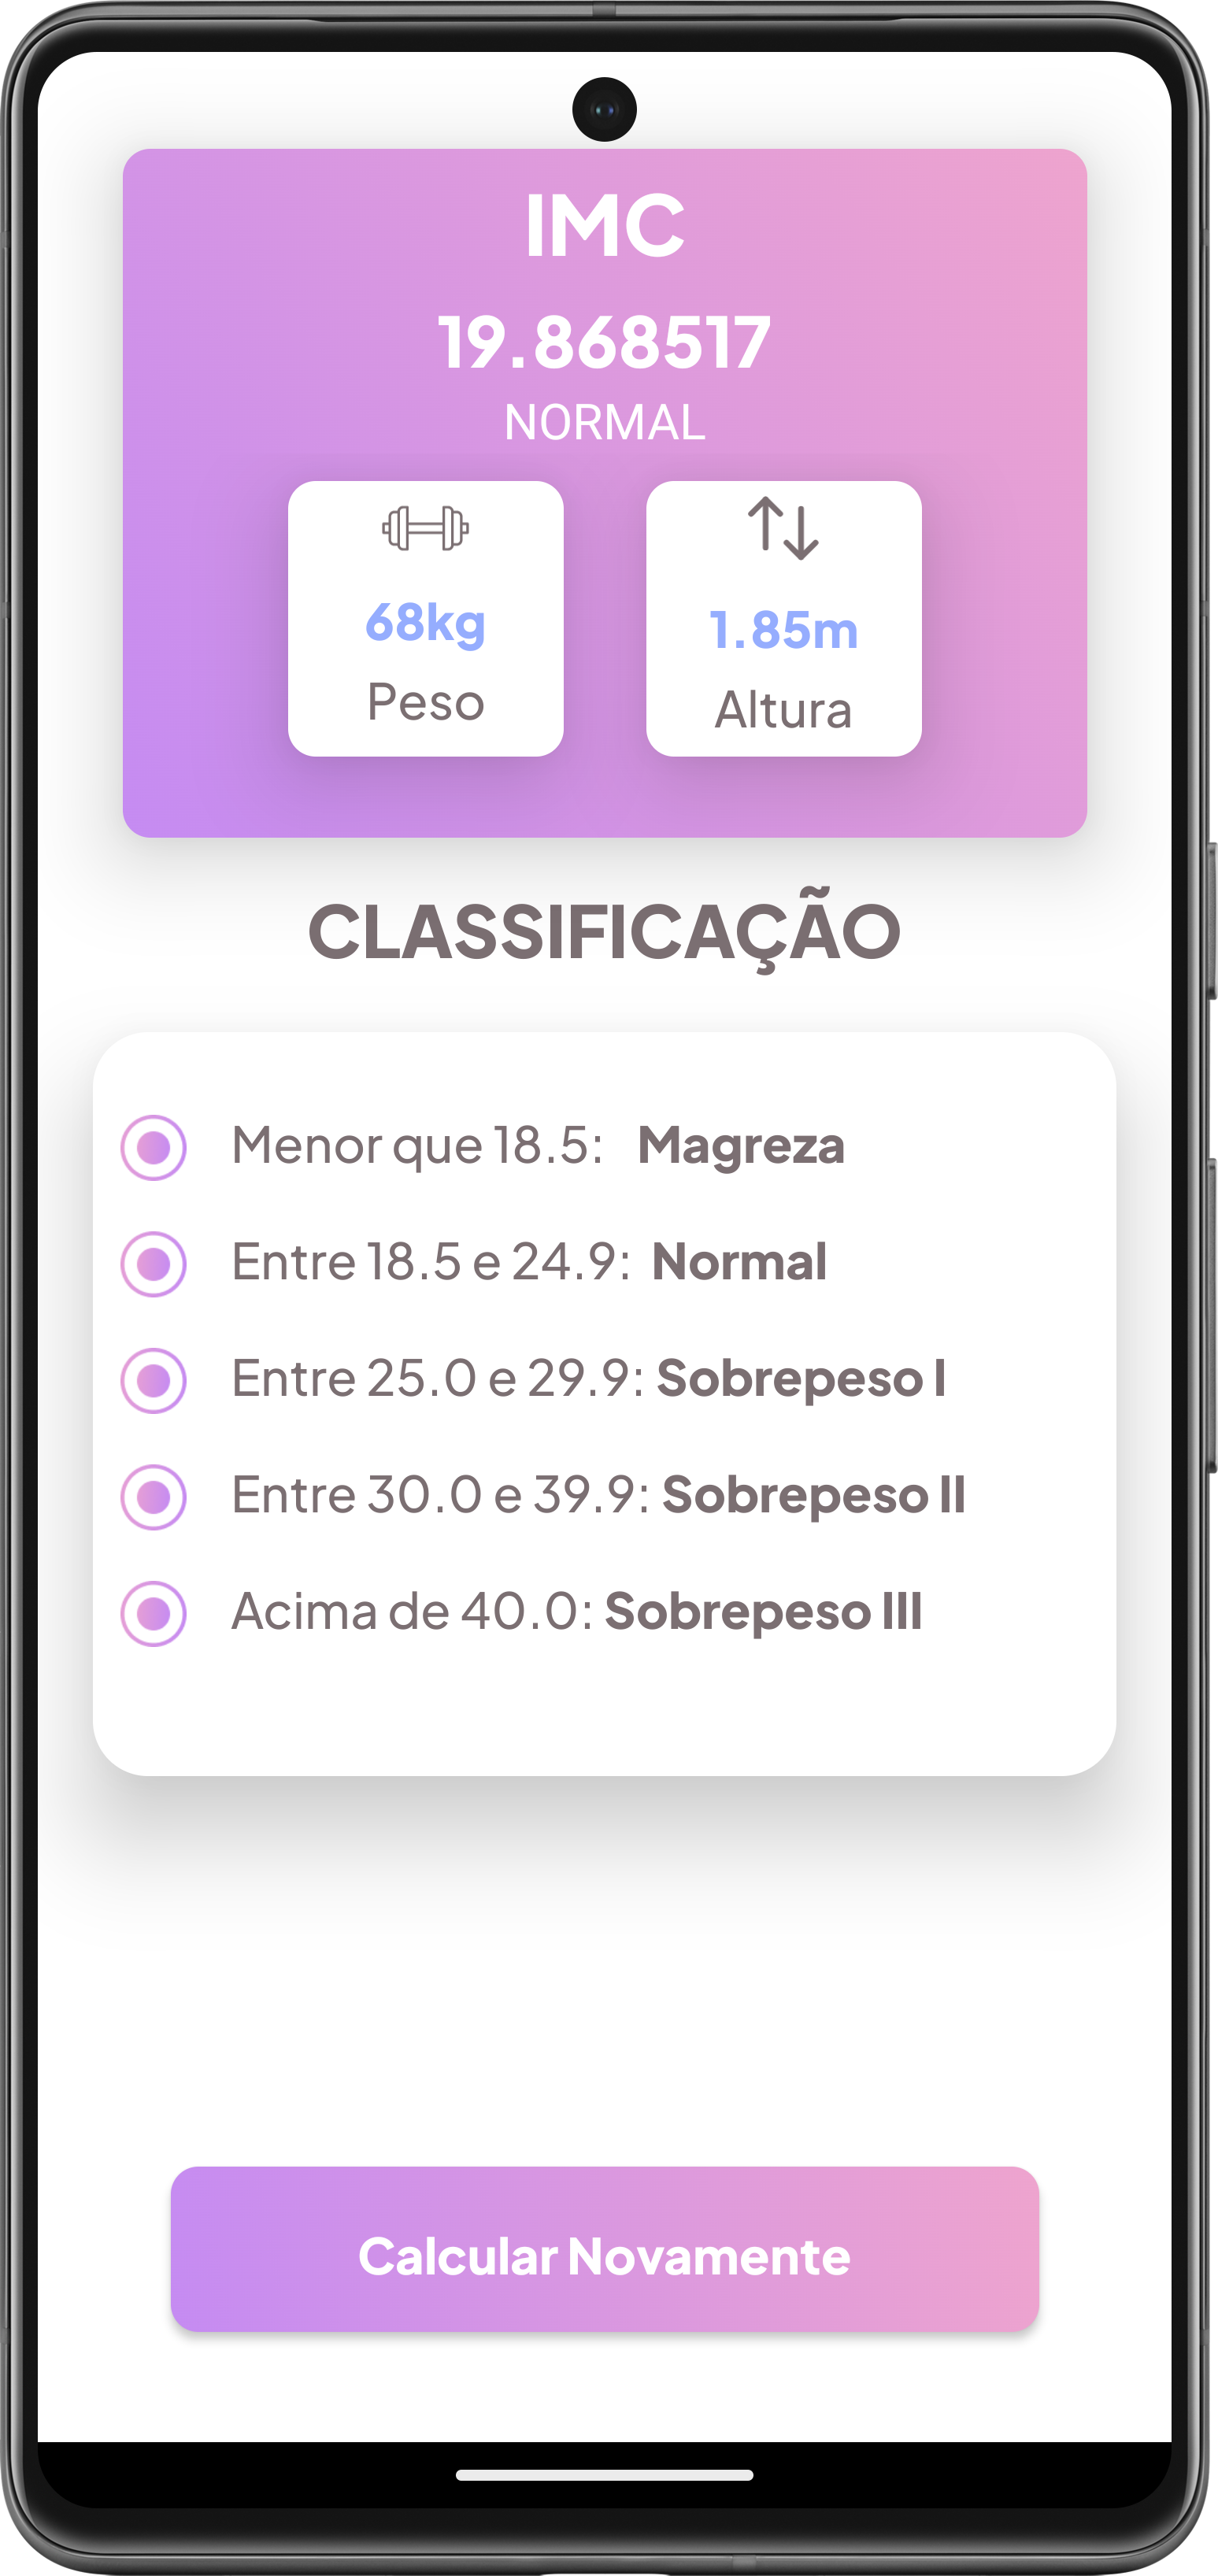 IMC
19.868517
NORMAL
68kg
Peso
1.85m
Altura
CLASSIFICAÇÃO
Menor que 18.5: Magreza
Entre 18.5 e 24.9: Normal
Entre 25.0 e 29.9: Sobrepeso I
Entre 30.0 e 39.9: Sobrepeso II
Acima de 40.0: Sobrepeso III
Calcular Novamente